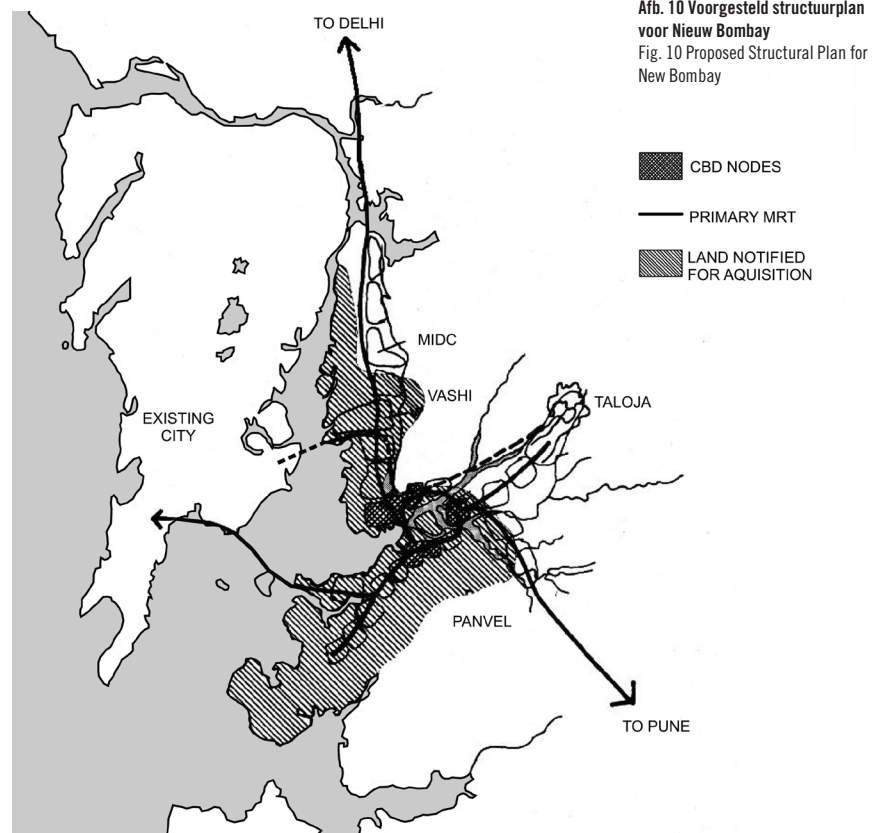 Afb. 10 Voorgesteld structuurplan
voor Nieuw Bombay
Fig. 10 Proposed Structural Plan for
New Bombay
TO DELHI
CBD NODES
PRIMARY MRT
LAND NOTIFIED
FOR AQUISITION
MIDC
VASHI
TALOJA
EXISTING
CITY
PANVEL
TO PUNE